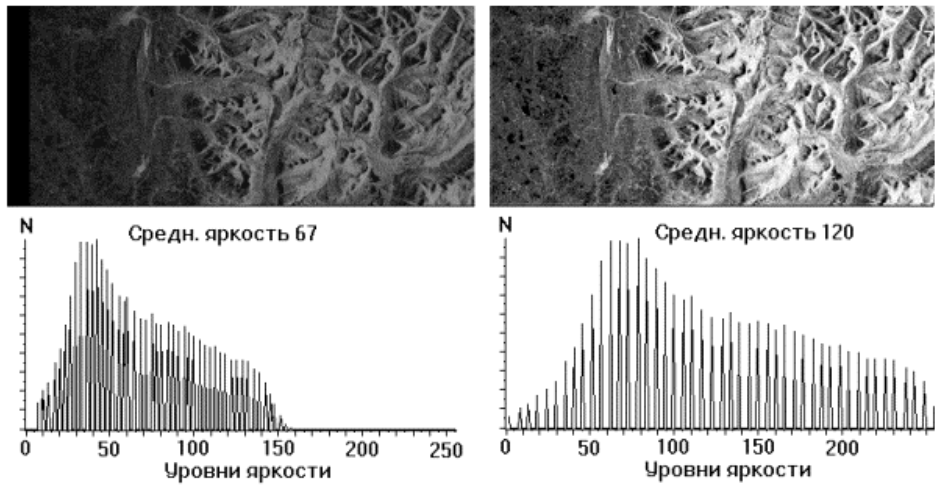 N
Средн. яркость 67
0 50 100 150 200 250
Уровни яркости
N
Средн. яркость 120
0 50 100 150 200
Уровни яркости